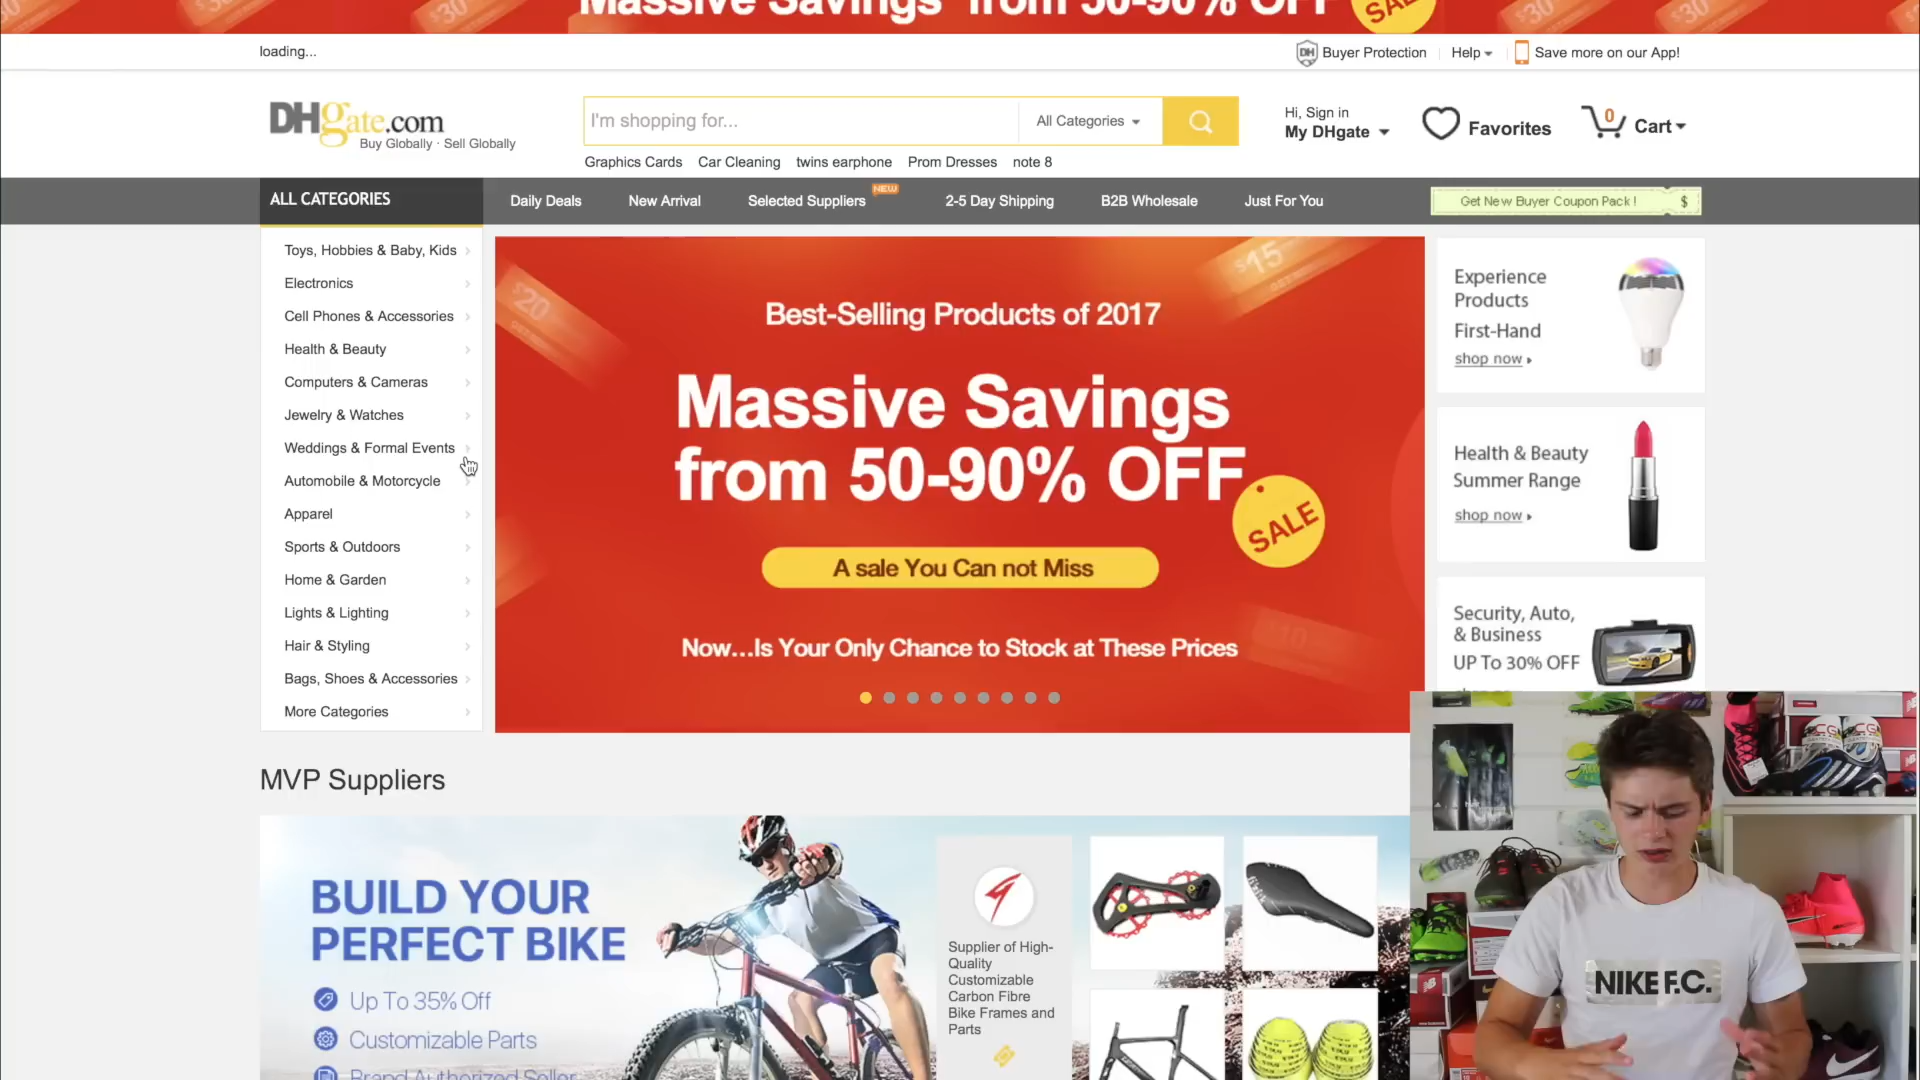 Massive Savings from 50-90% OFF
SALE
$30
$30
$30
loading...
Buyer Protection
Help
Save more on our App!
DHgate.com
Buy Globally · Sell Globally
I'm shopping for...
All Categories
Hi, Sign in
My DHgate
Favorites
0
Cart
Graphics Cards
Car Cleaning
twins earphone
Prom Dresses
note 8
ALL CATEGORIES
Daily Deals
New Arrival
Selected Suppliers
NEW
2-5 Day Shipping
B2B Wholesale
Just For You
Get New Buyer Coupon Pack !
$
Toys, Hobbies & Baby, Kids
Electronics
Cell Phones & Accessories
Health & Beauty
Computers & Cameras
Jewelry & Watches
Weddings & Formal Events
Automobile & Motorcycle
Apparel
Sports & Outdoors
Home & Garden
Lights & Lighting
Hair & Styling
Bags, Shoes & Accessories
More Categories
$20
$15
Best-Selling Products of 2017
Massive Savings
from 50-90% OFF
SALE
A sale You Can not Miss
$10
Now...Is Your Only Chance to Stock at These Prices
Experience
Products
First-Hand
shop now
Health & Beauty
Summer Range
shop now
Security, Auto,
& Business
UP To 30% OFF
MVP Suppliers
BUILD YOUR
PERFECT BIKE
Up To 35% Off
Customizable Parts
Brand Authorized Seller
Supplier of High-
Quality
Customizable
Carbon Fibre
Bike Frames and
Parts
NIKE F.C.